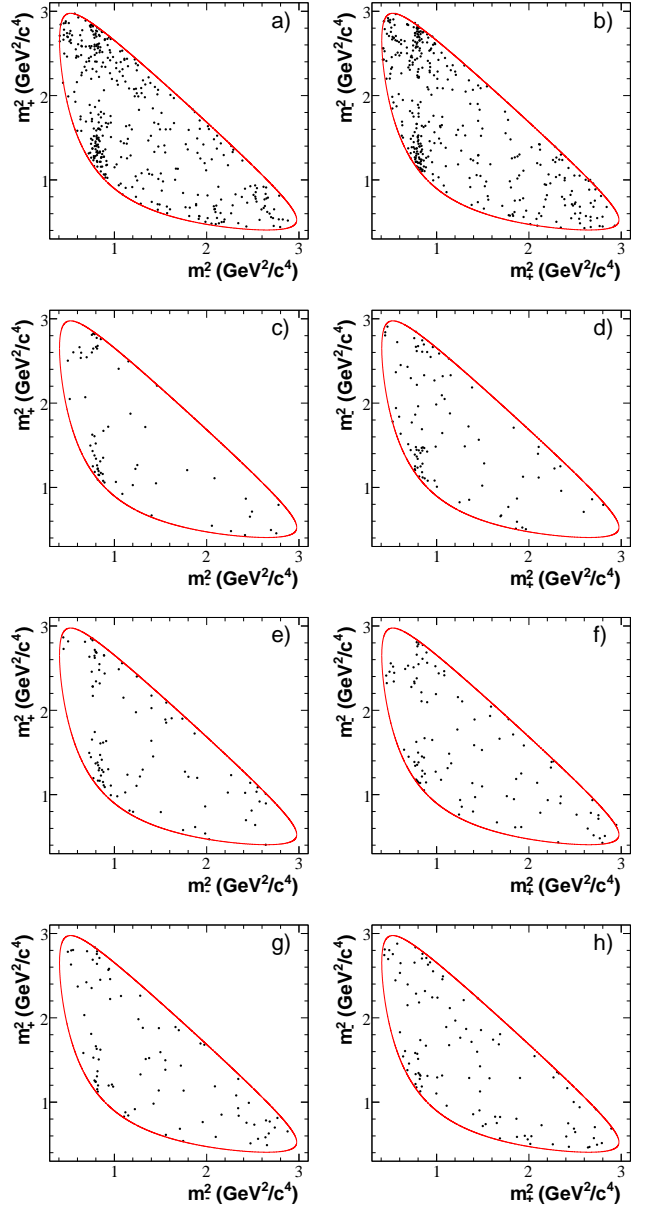 m²₊ (GeV²/c⁴)
3
2
1
a)
1 2 3
m²₋ (GeV²/c⁴)
m²₋ (GeV²/c⁴)
3
2
1
b)
1 2 3
m²₊ (GeV²/c⁴)
m²₊ (GeV²/c⁴)
3
2
1
c)
1 2 3
m²₋ (GeV²/c⁴)
m²₋ (GeV²/c⁴)
3
2
1
d)
1 2 3
m²₊ (GeV²/c⁴)
m²₊ (GeV²/c⁴)
3
2
1
e)
1 2 3
m²₋ (GeV²/c⁴)
m²₋ (GeV²/c⁴)
3
2
1
f)
1 2 3
m²₊ (GeV²/c⁴)
m²₊ (GeV²/c⁴)
3
2
1
g)
1 2 3
m²₋ (GeV²/c⁴)
m²₋ (GeV²/c⁴)
3
2
1
h)
1 2 3
m²₊ (GeV²/c⁴)